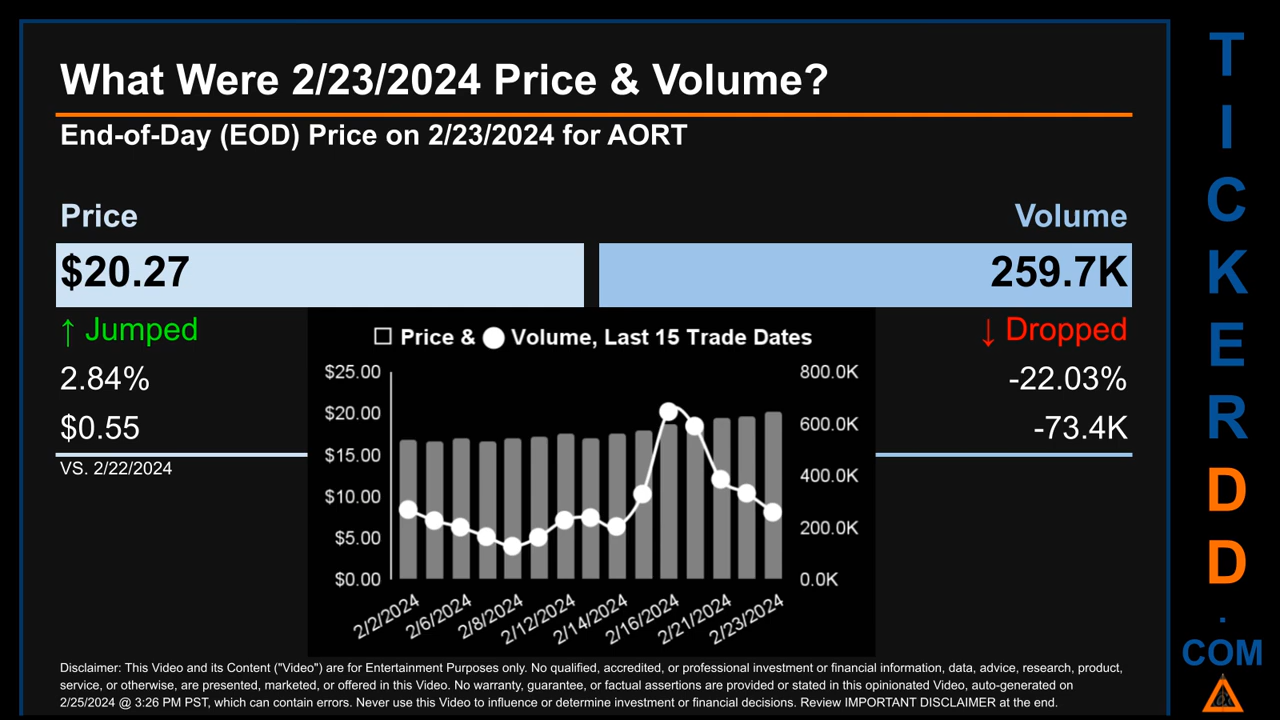 What Were 2/23/2024 Price & Volume?
End-of-Day (EOD) Price on 2/23/2024 for AORT
Price
Volume
$20.27
259.7K
↑ Jumped
↓ Dropped
2.84%
-22.03%
$0.55
-73.4K
VS. 2/22/2024
Price & Volume, Last 15 Trade Dates
$25.00
$20.00
$15.00
$10.00
$5.00
$0.00
800.0K
600.0K
400.0K
200.0K
0.0K
2/2/2024
2/6/2024
2/8/2024
2/12/2024
2/14/2024
2/16/2024
2/21/2024
2/23/2024
Disclaimer: This Video and its Content ("Video") are for Entertainment Purposes only. No qualified, accredited, or professional investment or financial information, data, advice, research, product,
service, or otherwise, are presented, marketed, or offered in this Video. No warranty, guarantee, or factual assertions are provided or stated in this opinionated Video, auto-generated on
2/25/2024 @ 3:26 PM PST, which can contain errors. Never use this Video to influence or determine investment or financial decisions. Review IMPORTANT DISCLAIMER at the end.
T
I
C
K
E
R
D
D
.
COM